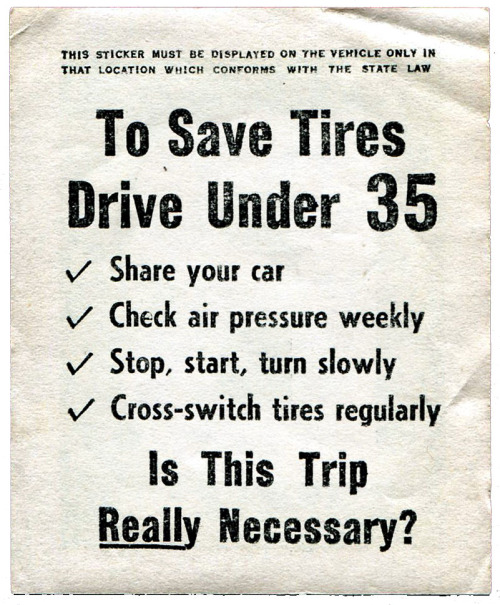 THIS STICKER MUST BE DISPLAYED ON THE VEHICLE ONLY IN
THAT LOCATION WHICH CONFORMS WITH THE STATE LAW
To Save Tires
Drive Under 35
✓ Share your car
✓ Check air pressure weekly
✓ Stop, start, turn slowly
✓ Cross-switch tires regularly
Is This Trip
Really Necessary?